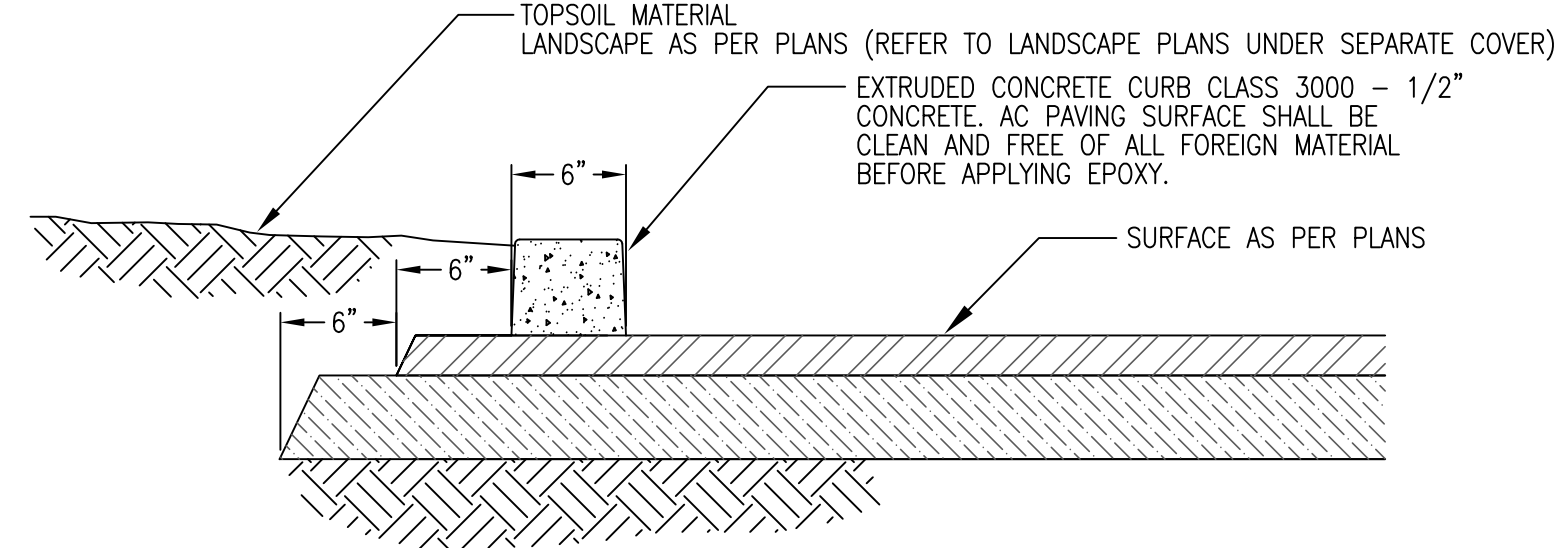 TOPSOIL MATERIAL
LANDSCAPE AS PER PLANS (REFER TO LANDSCAPE PLANS UNDER SEPARATE COVER)
EXTRUDED CONCRETE CURB CLASS 3000 – 1/2"
CONCRETE. AC PAVING SURFACE SHALL BE
CLEAN AND FREE OF ALL FOREIGN MATERIAL
BEFORE APPLYING EPOXY.
6"
SURFACE AS PER PLANS
6"
6"